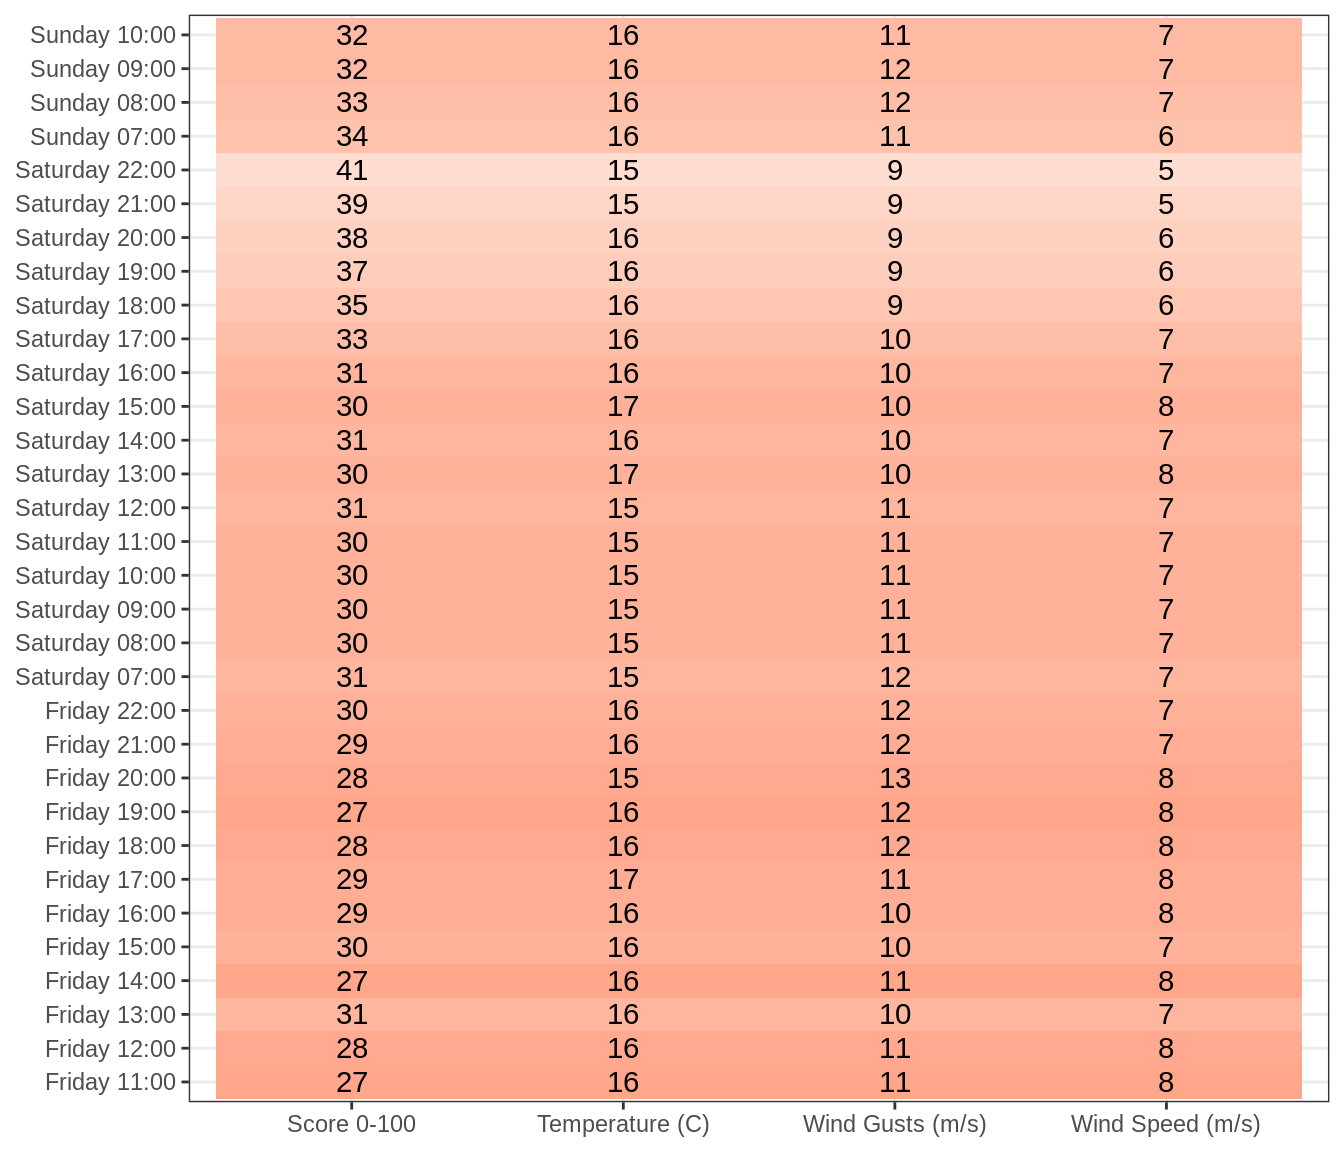 Sunday 10:00 32 16 11 7
Sunday 09:00 32 16 12 7
Sunday 08:00 33 16 12 7
Sunday 07:00 34 16 11 6
Saturday 22:00 41 15 9 5
Saturday 21:00 39 15 9 5
Saturday 20:00 38 16 9 6
Saturday 19:00 37 16 9 6
Saturday 18:00 35 16 9 6
Saturday 17:00 33 16 10 7
Saturday 16:00 31 16 10 7
Saturday 15:00 30 17 10 8
Saturday 14:00 31 16 10 7
Saturday 13:00 30 17 10 8
Saturday 12:00 31 15 11 7
Saturday 11:00 30 15 11 7
Saturday 10:00 30 15 11 7
Saturday 09:00 30 15 11 7
Saturday 08:00 30 15 11 7
Saturday 07:00 31 15 12 7
Friday 22:00 30 16 12 7
Friday 21:00 29 16 12 7
Friday 20:00 28 15 13 8
Friday 19:00 27 16 12 8
Friday 18:00 28 16 12 8
Friday 17:00 29 17 11 8
Friday 16:00 29 16 10 8
Friday 15:00 30 16 10 7
Friday 14:00 27 16 11 8
Friday 13:00 31 16 10 7
Friday 12:00 28 16 11 8
Friday 11:00 27 16 11 8
Score 0-100 Temperature (C) Wind Gusts (m/s) Wind Speed (m/s)